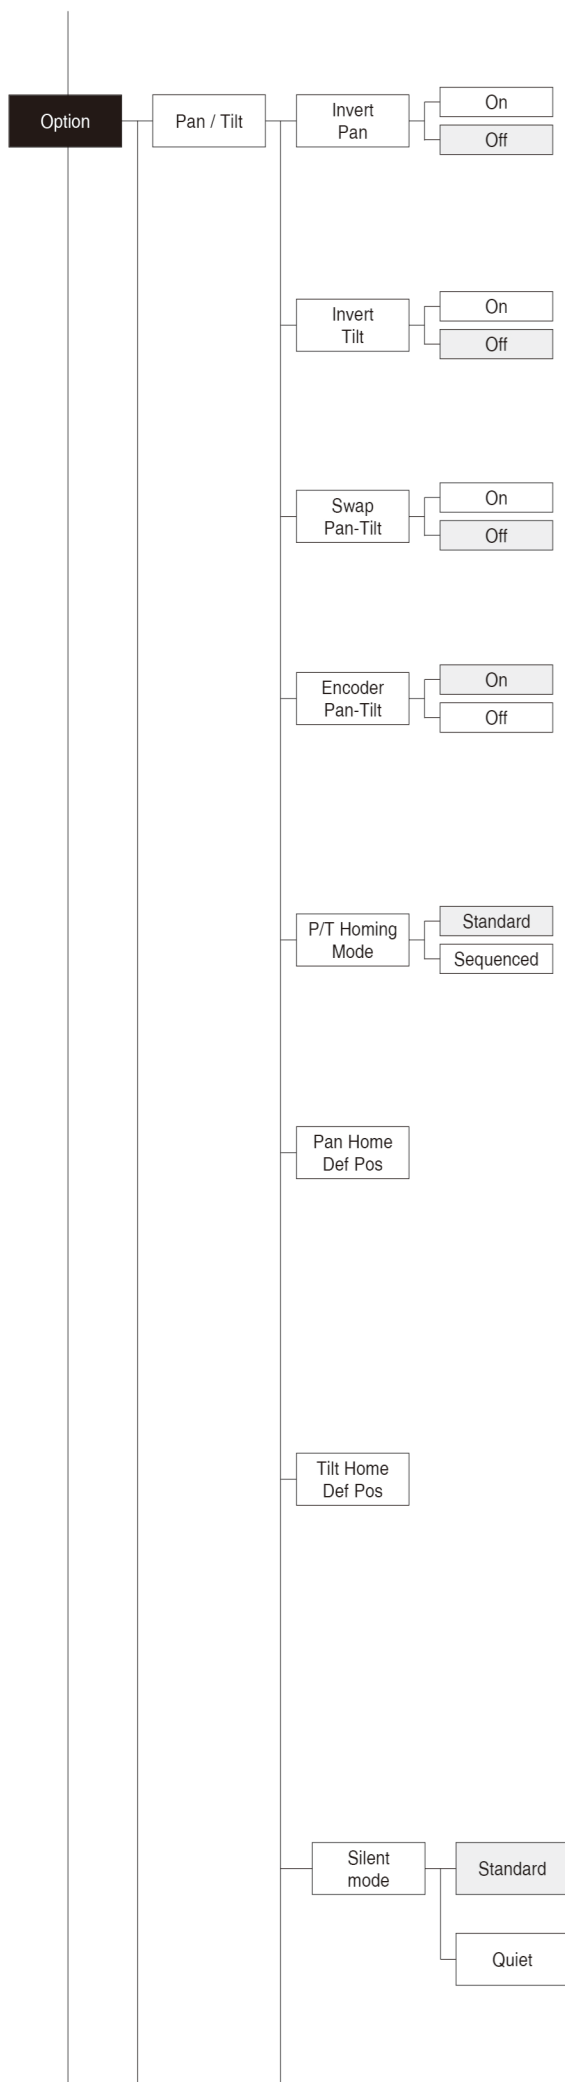 Option
Pan / Tilt
Invert
Pan
On
Off
Invert
Tilt
On
Off
Swap
Pan-Tilt
On
Off
Encoder
Pan-Tilt
On
Off
P/T Homing
Mode
Standard
Sequenced
Pan Home
Def Pos
Tilt Home
Def Pos
Silent
mode
Standard
Quiet